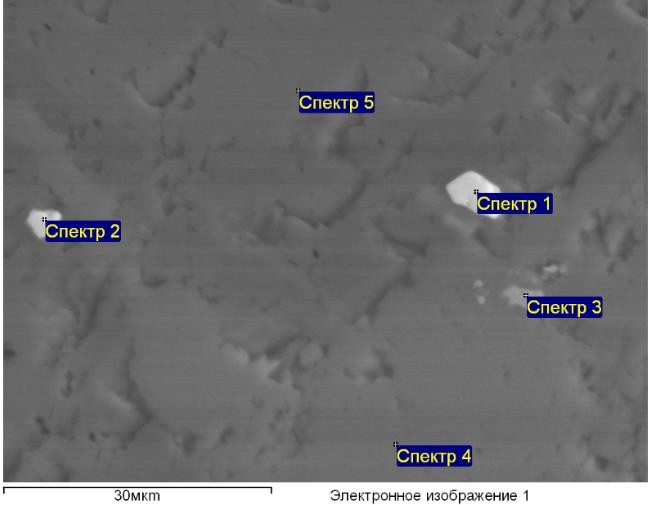 Спектр 5
Спектр 1
Спектр 2
Спектр 3
Спектр 4
30мкm
Электронное изображение 1